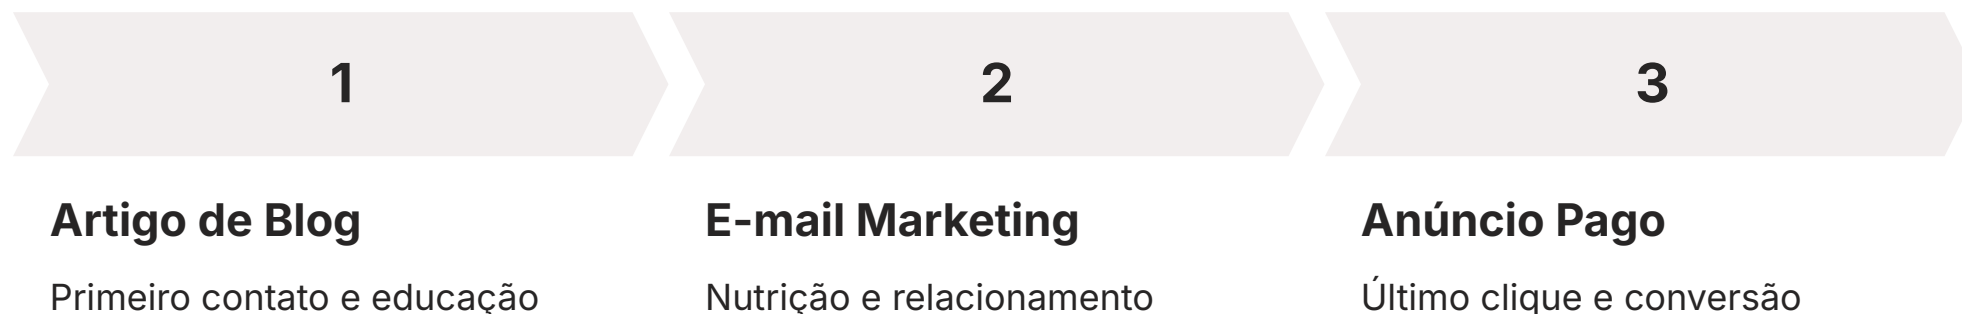 1
2
3
Artigo de Blog
E-mail Marketing
Anúncio Pago
Primeiro contato e educação
Nutrição e relacionamento
Último clique e conversão